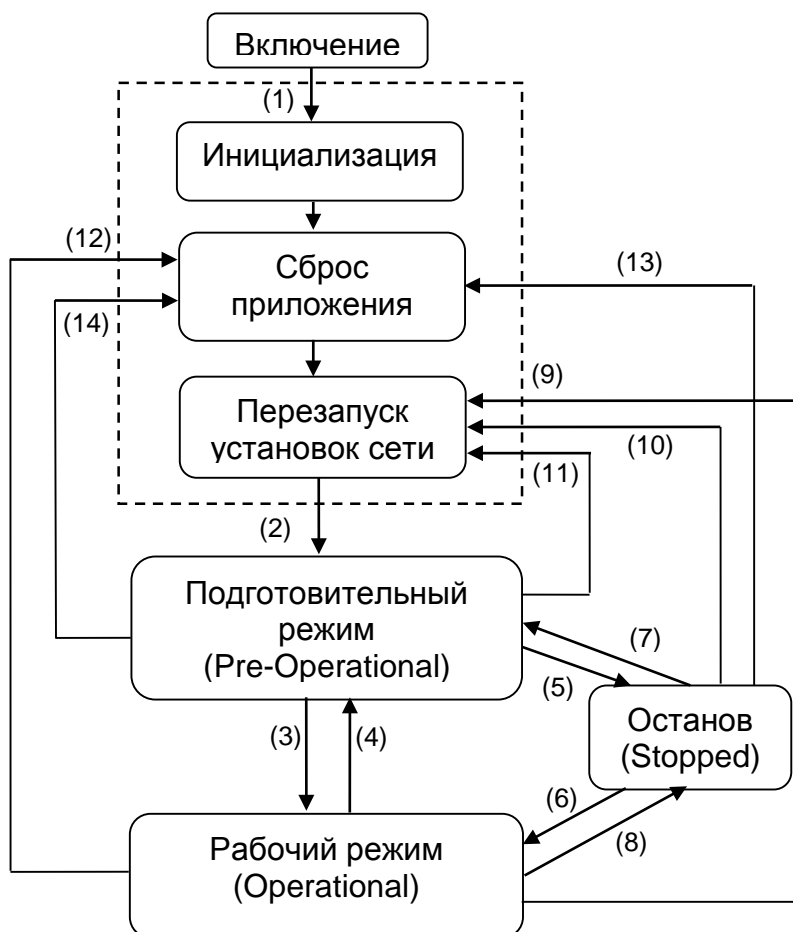 Включение
(1)
Инициализация
(12)
Сброс
приложения
(13)
(14)
(9)
Перезапуск
установок сети
(10)
(11)
(2)
Подготовительный
режим
(Pre-Operational)
(7)
(5)
Останов
(Stopped)
(3)
(4)
(6)
(8)
Рабочий режим
(Operational)